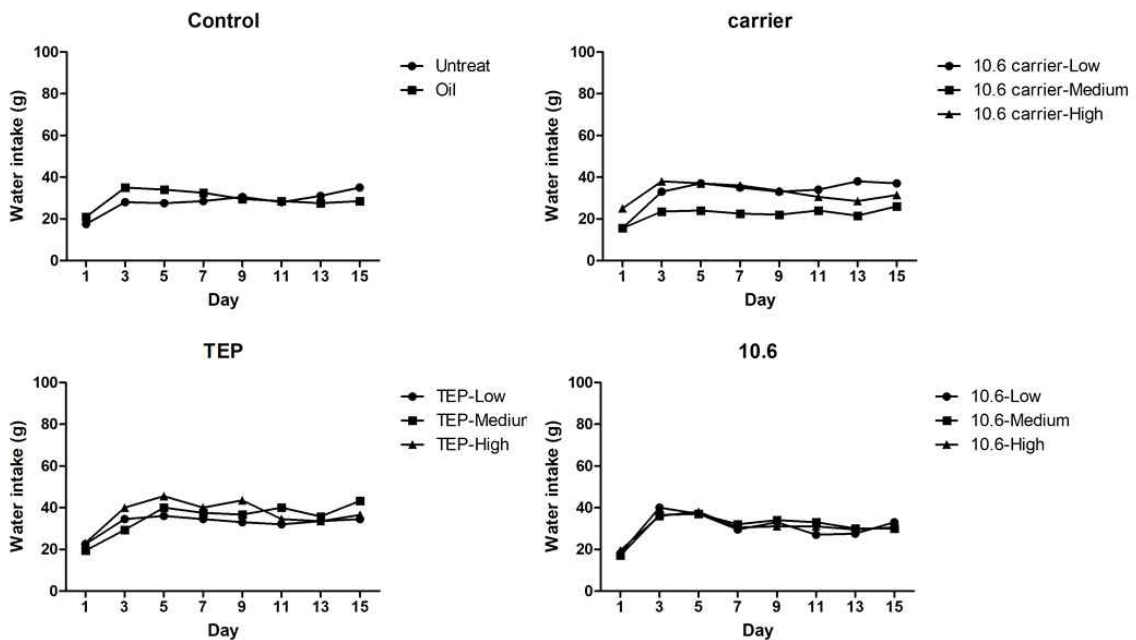 Control
Water intake (g)
100
80
60
40
20
0
1 3 5 7 9 11 13 15
Day
Untreat
Oil
carrier
Water intake (g)
100
80
60
40
20
0
1 3 5 7 9 11 13 15
Day
10.6 carrier-Low
10.6 carrier-Medium
10.6 carrier-High
TEP
Water intake (g)
100
80
60
40
20
0
1 3 5 7 9 11 13 15
Day
TEP-Low
TEP-Mediur
TEP-High
10.6
Water intake (g)
100
80
60
40
20
0
1 3 5 7 9 11 13 15
Day
10.6-Low
10.6-Medium
10.6-High